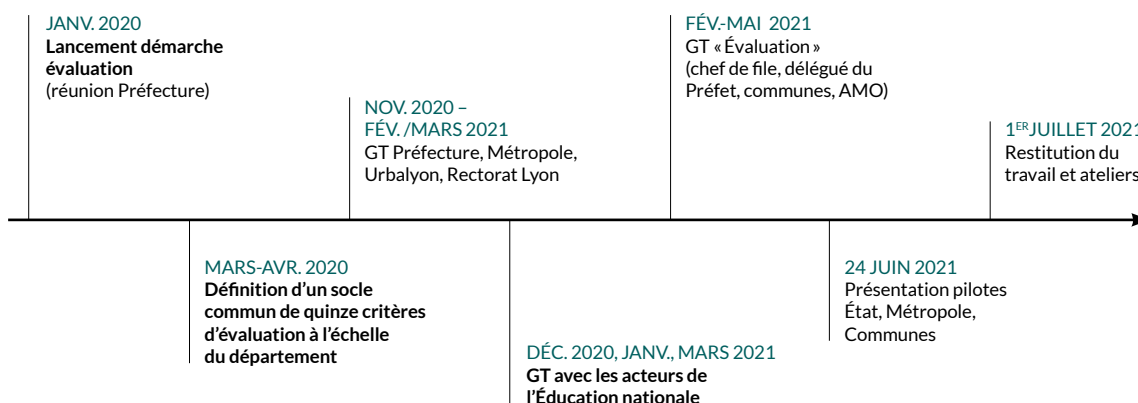 JANV. 2020
Lancement démarche
évaluation
(réunion Préfecture)
MARS-AVR. 2020
Définition d’un socle
commun de quinze critères
d’évaluation à l’échelle
du département
NOV. 2020 –
FÉV. /MARS 2021
GT Préfecture, Métropole,
Urbalyon, Rectorat Lyon
DÉC. 2020, JANV., MARS 2021
GT avec les acteurs de
l’Éducation nationale
FÉV.-MAI 2021
GT « Évaluation »
(chef de file, délégué du
Préfet, communes, AMO)
24 JUIN 2021
Présentation pilotes
État, Métropole,
Communes
1ER JUILLET 2021
Restitution du
travail et ateliers